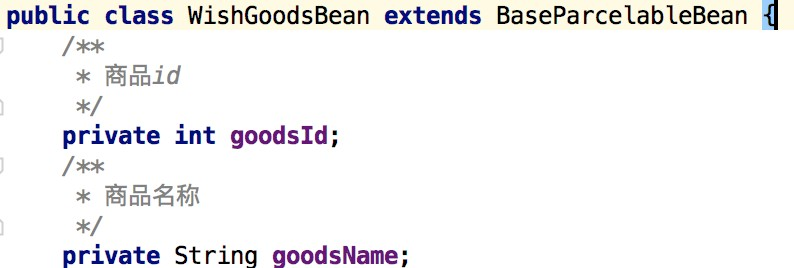 public class WishGoodsBean extends BaseParcelableBean {
/**
* 商品id
*/
private int goodsId;
/**
* 商品名称
*/
private String goodsName;